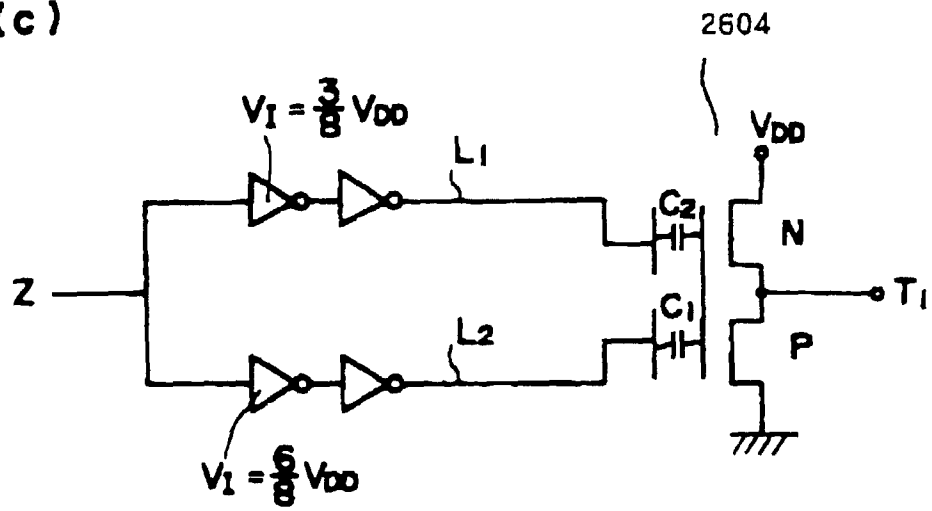 (c)
2604
V_I = 3/8 V_DD
V_DD
L1
C2
N
Z
T1
C1
L2
P
V_I = 6/8 V_DD